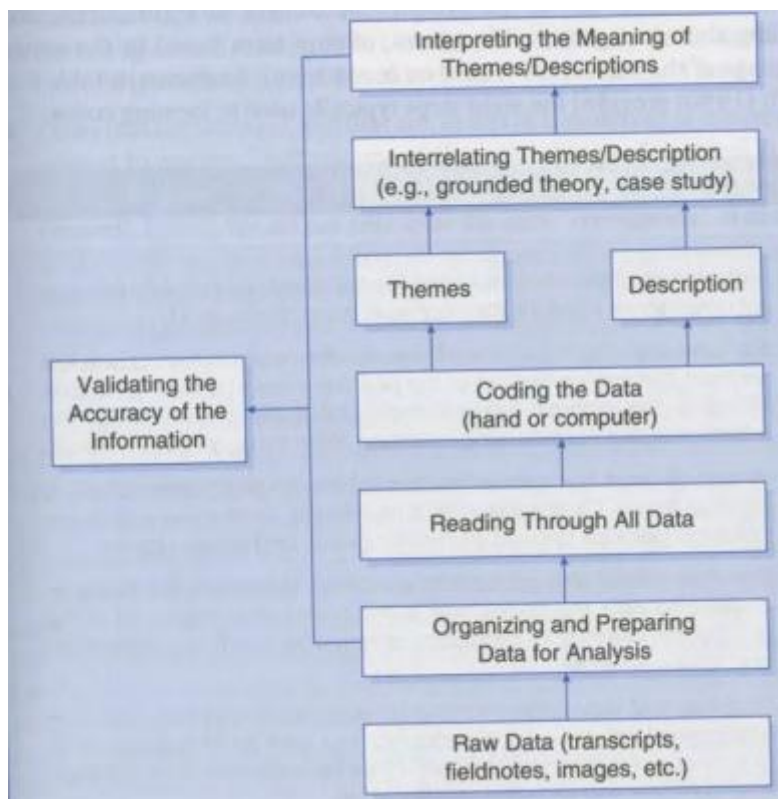 Interpreting the Meaning of
Themes/Descriptions
Interrelating Themes/Description
(e.g., grounded theory, case study)
Themes
Description
Validating the
Accuracy of the
Information
Coding the Data
(hand or computer)
Reading Through All Data
Organizing and Preparing
Data for Analysis
Raw Data (transcripts,
fieldnotes, images, etc.)